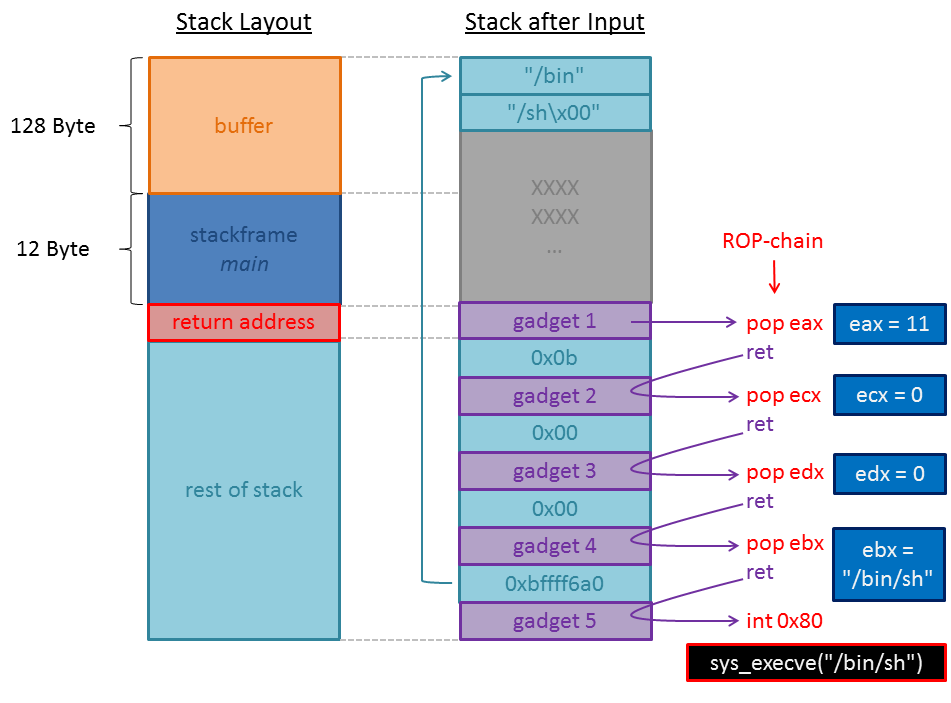 Stack Layout
Stack after Input
128 Byte
buffer
12 Byte
stackframe
main
return address
rest of stack
"/bin"
"/sh\x00"
XXXX
XXXX
...
gadget 1
0x0b
gadget 2
0x00
gadget 3
0x00
gadget 4
0xbffff6a0
gadget 5
ROP-chain
pop eax
eax = 11
ret
pop ecx
ecx = 0
ret
pop edx
edx = 0
ret
pop ebx
ebx =
"/bin/sh"
ret
int 0x80
sys_execve("/bin/sh")